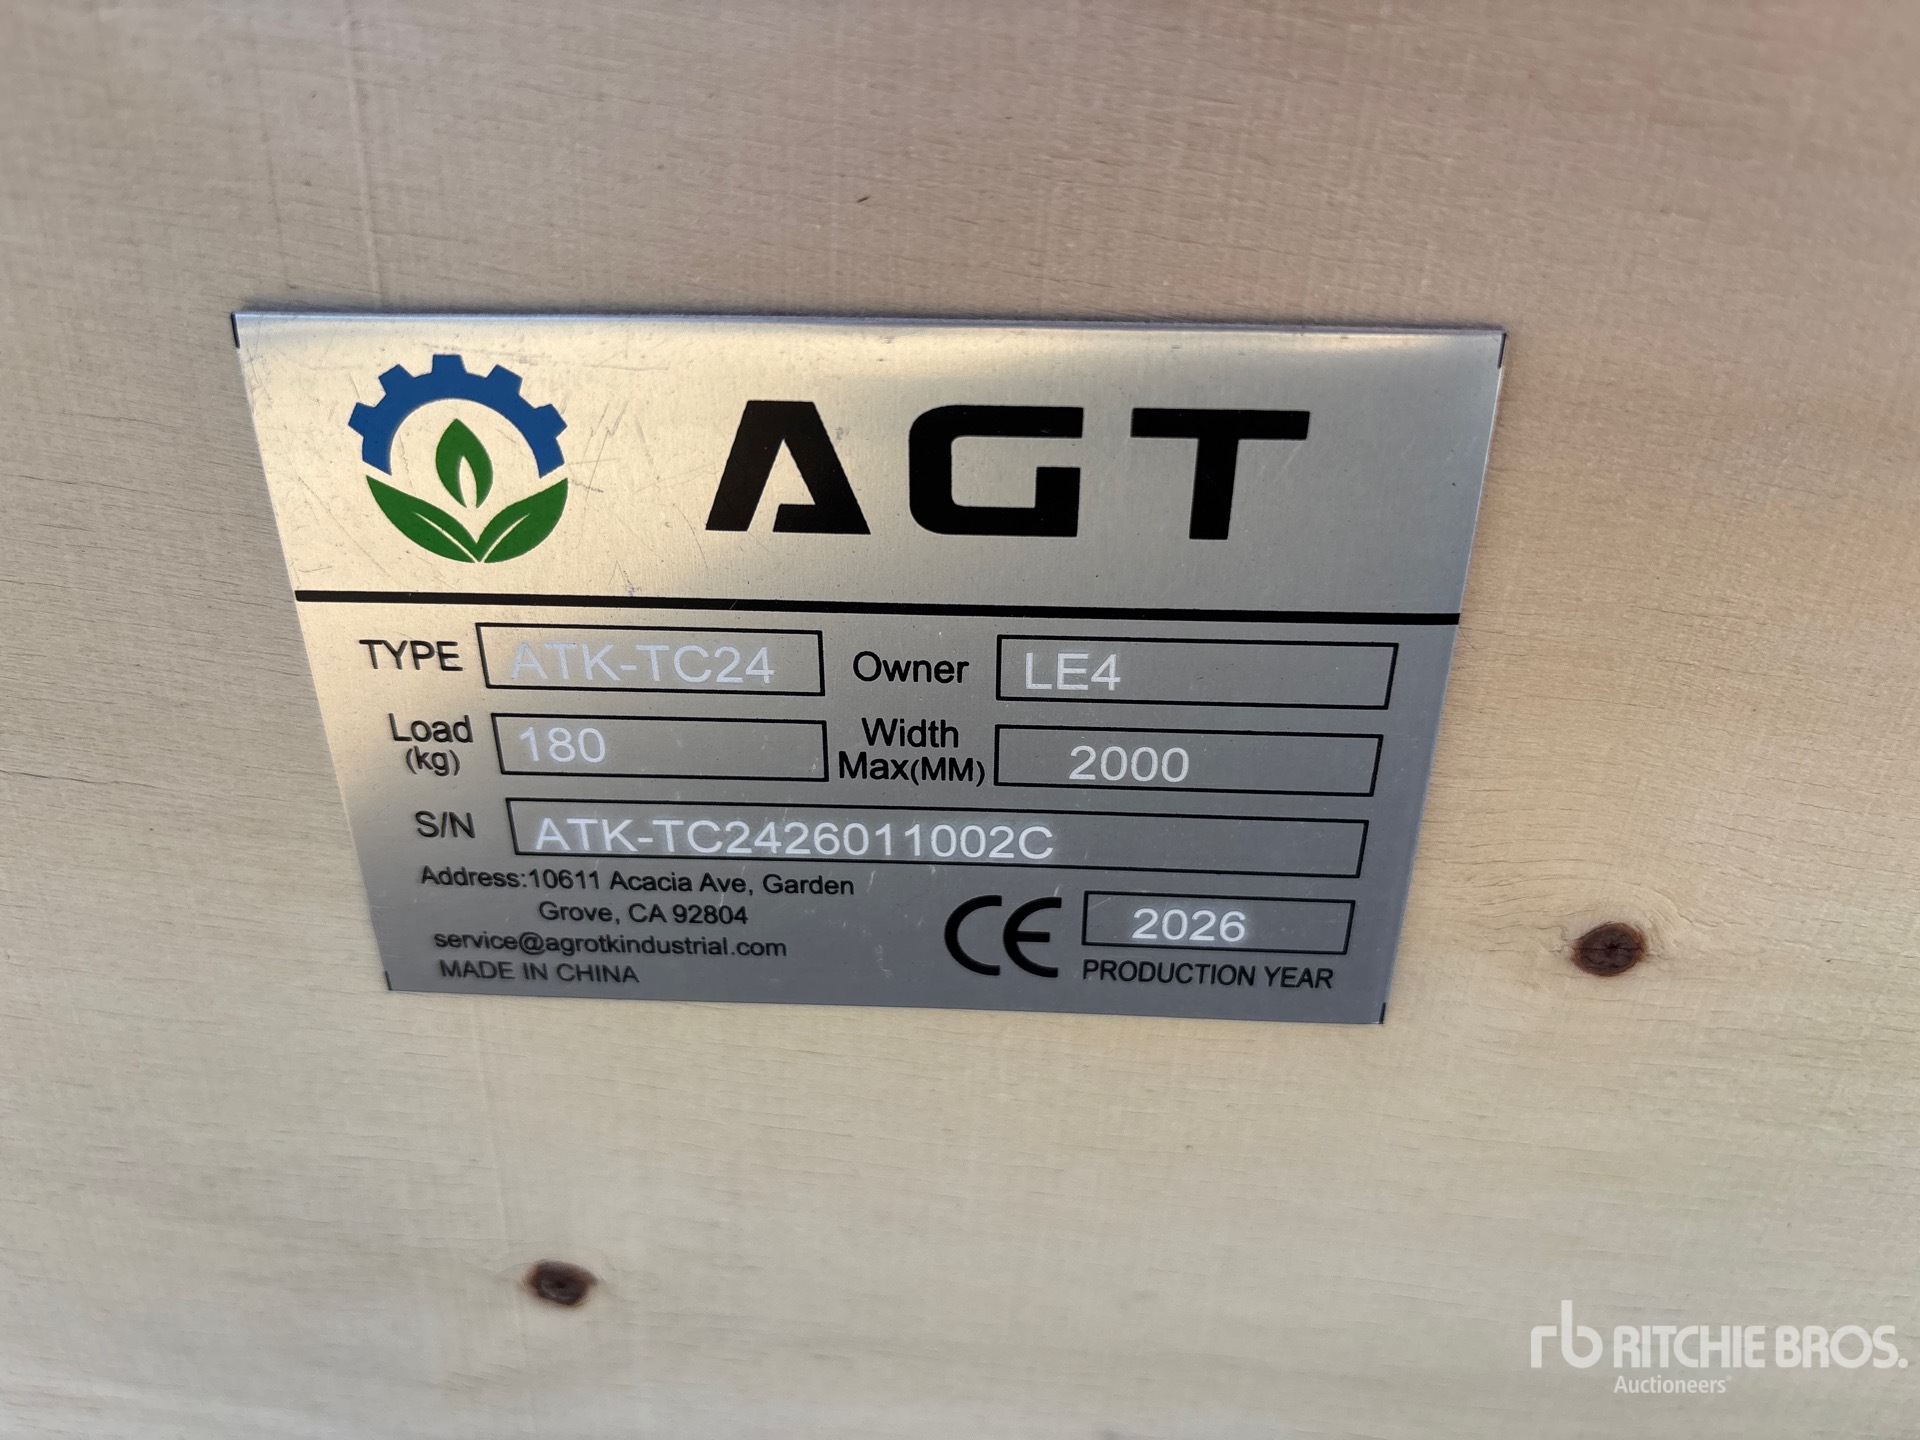 AGT
TYPE ATK-TC24 Owner LE4
Load (kg) 180 Width Max(MM) 2000
S/N ATK-TC2426011002C
Address:10611 Acacia Ave, Garden
Grove, CA 92804
service@agrotkindustrial.com
MADE IN CHINA
CE 2026
PRODUCTION YEAR
rb RITCHIE BROS.
Auctioneers